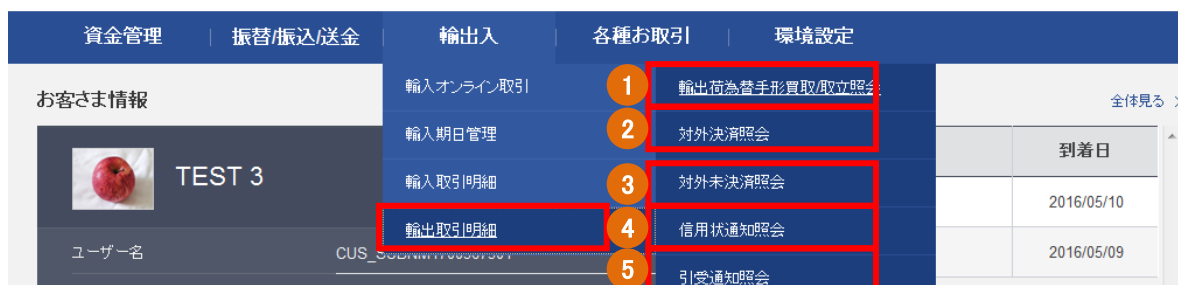 資金管理 振替/振込/送金 輸出入 各種お取引 環境設定
お客さま情報
輸入オンライン取引
1 輸出荷為替手形買取/取立照会
全体見る
輸入期日管理
2 対外決済照会
到着日
TEST 3
輸入取引明細
3 対外未決済照会
2016/05/10
輸出取引明細
4 信用状通知照会
ユーザー名
2016/05/09
5 引受通知照会